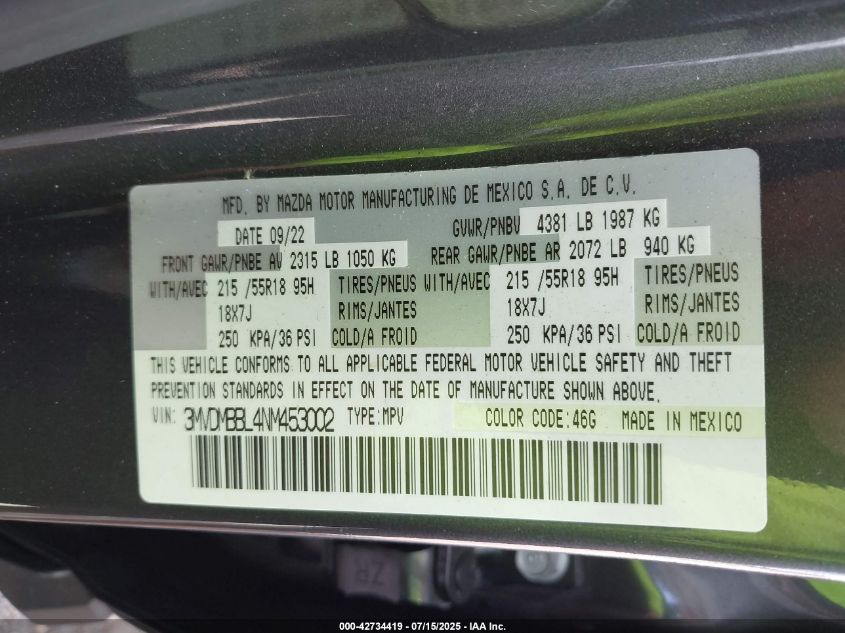 MFD. BY MAZDA MOTOR MANUFACTURING DE MEXICO S.A. DE C.V.
DATE 09/22 GVWR/PNBV 4381 LB 1987 KG
FRONT GAWR/PNBE AV 2315 LB 1050 KG REAR GAWR/PNBE AR 2072 LB 940 KG
WITH/AVEC 215 /55R18 95H TIRES/PNEUS WITH/AVEC 215 /55R18 95H TIRES/PNEUS
18X7J RIMS/JANTES 18X7J RIMS/JANTES
250 KPA/36 PSI COLD/A FROID 250 KPA/36 PSI COLD/A FROID
THIS VEHICLE CONFORMS TO ALL APPLICABLE FEDERAL MOTOR VEHICLE SAFETY AND THEFT
PREVENTION STANDARDS IN EFFECT ON THE DATE OF MANUFACTURE SHOWN ABOVE.
VIN: 3MVDMBBL4NM453002 TYPE:MPV COLOR CODE:46G MADE IN MEXICO
ZR
000-42734419 - 07/15/2025 - IAA Inc.